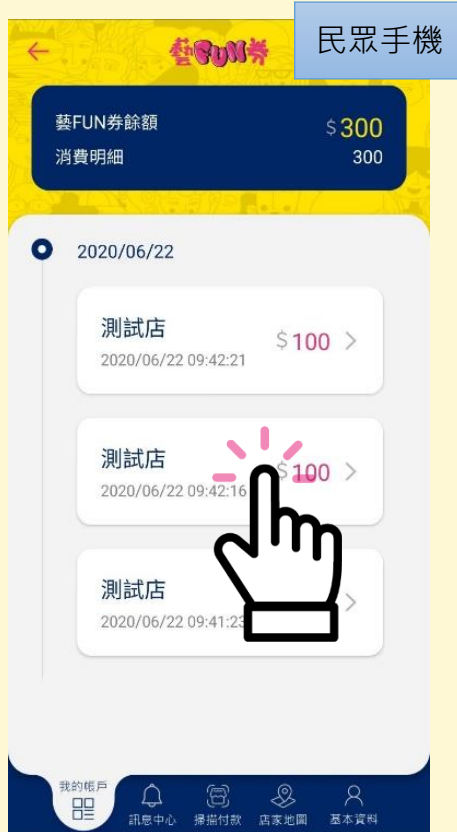 民眾手機
藝FUN券
藝FUN券餘額 $300
消費明細 300
2020/06/22
測試店 $100
2020/06/22 09:42:21
測試店 $100
2020/06/22 09:42:16
測試店
2020/06/22 09:41:23
我的帳戶 訊息中心 掃描付款 店家地圖 基本資料